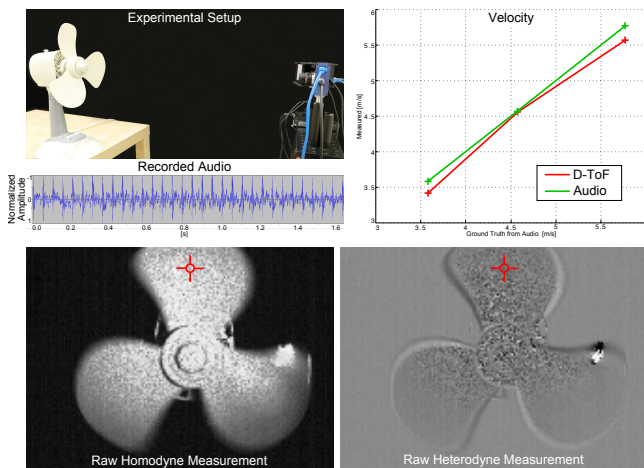 Experimental Setup
Recorded Audio
Normalized
Amplitude
1
0
1
0.0 0.2 0.4 0.6 0.8 1.0 1.2 1.4 1.6
[s]
Velocity
Measured [m/s]
6
5.5
5
4.5
4
3.5
3
3 3.5 4 4.5 5 5.5
Ground Truth from Audio [m/s]
D-ToF
Audio
Raw Homodyne Measurement
Raw Heterodyne Measurement